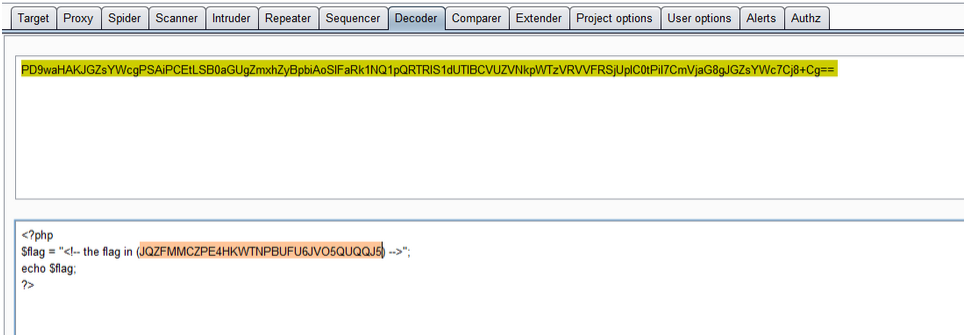 Target Proxy Spider Scanner Intruder Repeater Sequencer Decoder Comparer Extender Project options User options Alerts Authz
PD9waHAKJGZsYWcgPSAiPCEtLSB0aGUgZmxhZyBpbiAoSlFaRk1NQ1pQRTRIS1dUTlBCVUZVNkpWTzVRVVFRSjUpIC0tPiI7CmVjaG8gJGZsYWc7Cj8+Cg==
<?php
$flag = "<!-- the flag in (JQZFMMCZPE4HKWTNPBUFU6JVO5QUQQJ5) -->";
echo $flag;
?>